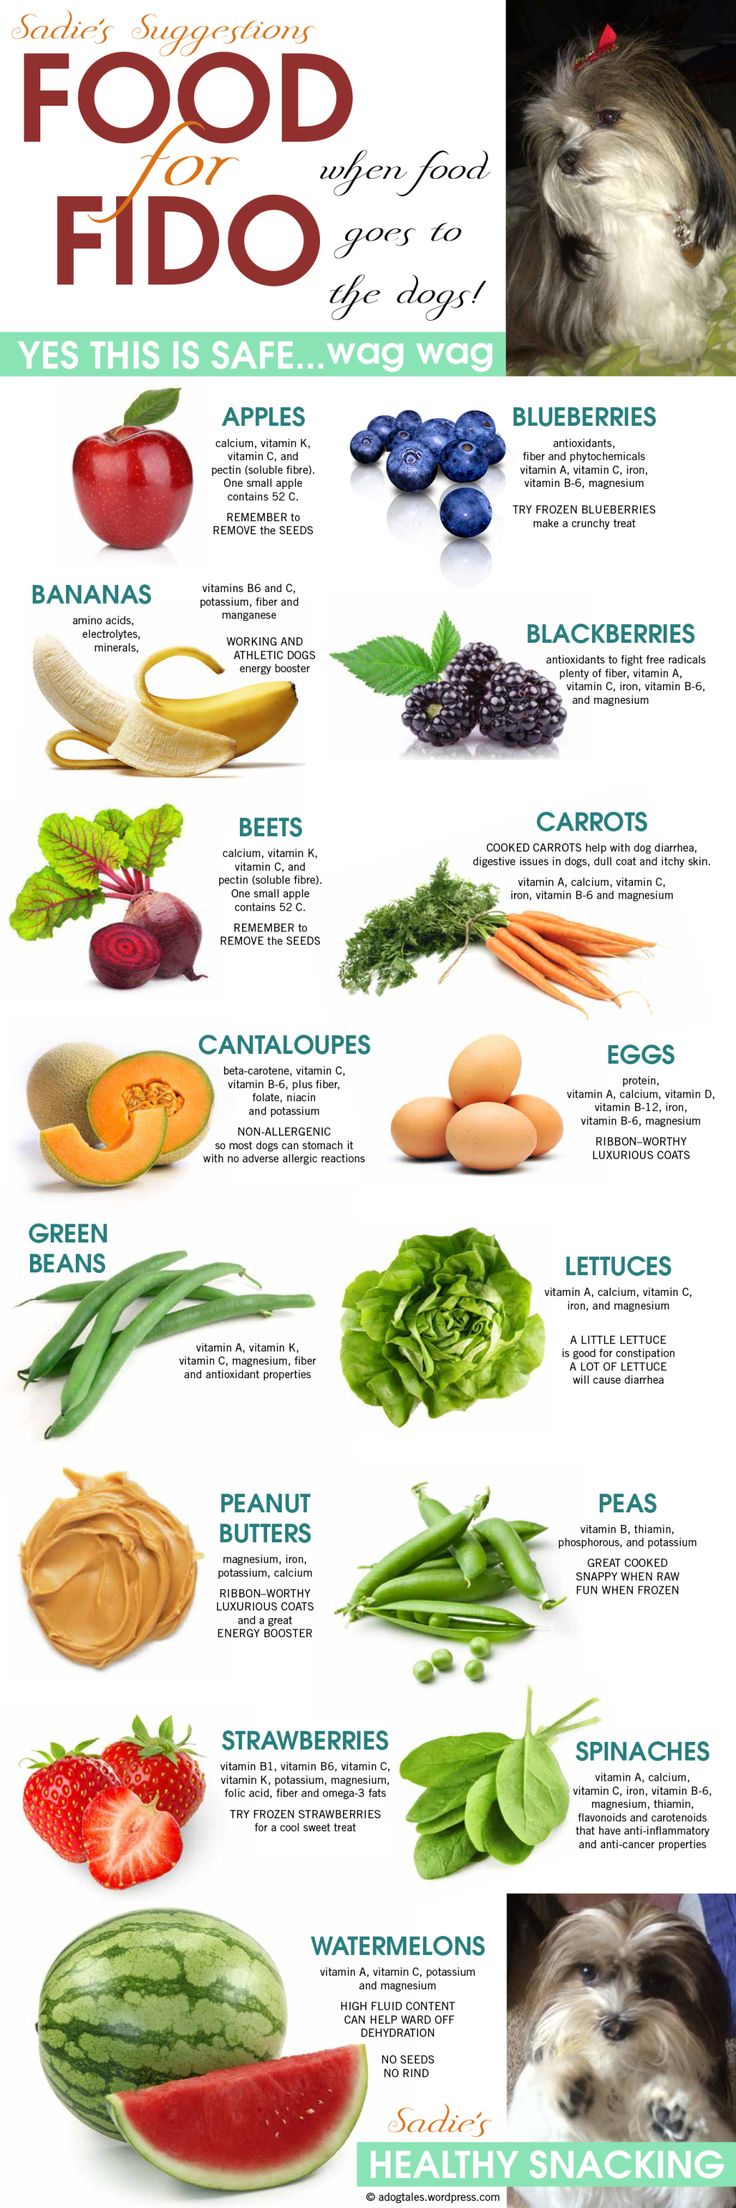 Sadie's Suggestions
FOOD
for
FIDO
when food
goes to
the dogs!
YES THIS IS SAFE...wag wag
APPLES
calcium, vitamin K,
vitamin C, and
pectin (soluble fibre).
One small apple
contains 52 C.
REMEMBER to
REMOVE the SEEDS
BLUEBERRIES
antioxidants,
fiber and phytochemicals
vitamin A, vitamin C, iron,
vitamin B-6, magnesium
TRY FROZEN BLUEBERRIES
make a crunchy treat
BANANAS
amino acids,
electrolytes,
minerals,
vitamins B6 and C,
potassium, fiber and
manganese
WORKING AND
ATHLETIC DOGS
energy booster
BLACKBERRIES
antioxidants to fight free radicals
plenty of fiber, vitamin A,
vitamin C, iron, vitamin B-6,
and magnesium
BEETS
calcium, vitamin K,
vitamin C, and
pectin (soluble fibre).
One small apple
contains 52 C.
REMEMBER to
REMOVE the SEEDS
CARROTS
COOKED CARROTS help with dog diarrhea,
digestive issues in dogs, dull coat and itchy skin.
vitamin A, calcium, vitamin C,
iron, vitamin B-6 and magnesium
CANTALOUPES
beta-carotene, vitamin C,
vitamin B-6, plus fiber,
folate, niacin
and potassium
NON-ALLERGENIC
so most dogs can stomach it
with no adverse allergic reactions
EGGS
protein,
vitamin A, calcium, vitamin D,
vitamin B-12, iron,
vitamin B-6, magnesium
RIBBON–WORTHY
LUXURIOUS COATS
GREEN
BEANS
vitamin A, vitamin K,
vitamin C, magnesium, fiber
and antioxidant properties
LETTUCES
vitamin A, calcium, vitamin C,
iron, and magnesium
A LITTLE LETTUCE
is good for constipation
A LOT OF LETTUCE
will cause diarrhea
PEANUT
BUTTERS
magnesium, iron,
potassium, calcium
RIBBON–WORTHY
LUXURIOUS COATS
and a great
ENERGY BOOSTER
PEAS
vitamin B, thiamin,
phosphorous, and potassium
GREAT COOKED
SNAPPY WHEN RAW
FUN WHEN FROZEN
STRAWBERRIES
vitamin B1, vitamin B6, vitamin C,
vitamin K, potassium, magnesium,
folic acid, fiber and omega-3 fats
TRY FROZEN STRAWBERRIES
for a cool sweet treat
SPINACHES
vitamin A, calcium,
vitamin C, iron, vitamin B-6,
magnesium, thiamin,
flavonoids and carotenoids
that have anti-inflammatory
and anti-cancer properties
WATERMELONS
vitamin A, vitamin C, potassium
and magnesium
HIGH FLUID CONTENT
CAN HELP WARD OFF
DEHYDRATION
NO SEEDS
NO RIND
Sadie's
HEALTHY SNACKING
© adogtales.wordpress.com